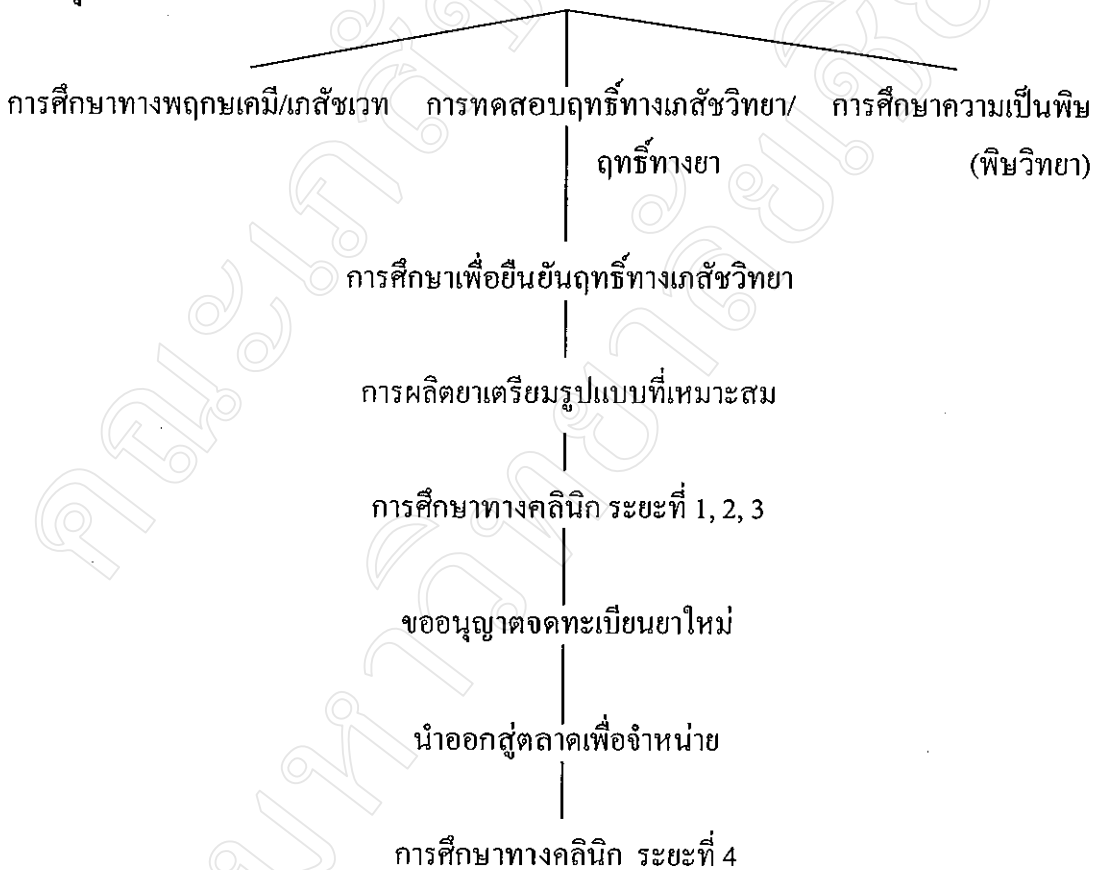 การศึกษาทางพฤกษเคมี/เภสัชเวท การทดสอบฤทธิ์ทางเภสัชวิทยา/ การศึกษาความเป็นพิษ
ฤทธิ์ทางยา (พิษวิทยา)
การศึกษาเพื่อยืนยันฤทธิ์ทางเภสัชวิทยา
การผลิตยาเตรียมรูปแบบที่เหมาะสม
การศึกษาทางคลินิก ระยะที่ 1, 2, 3
ขออนุญาตจดทะเบียนยาใหม่
นำออกสู่ตลาดเพื่อจำหน่าย
การศึกษาทางคลินิก ระยะที่ 4